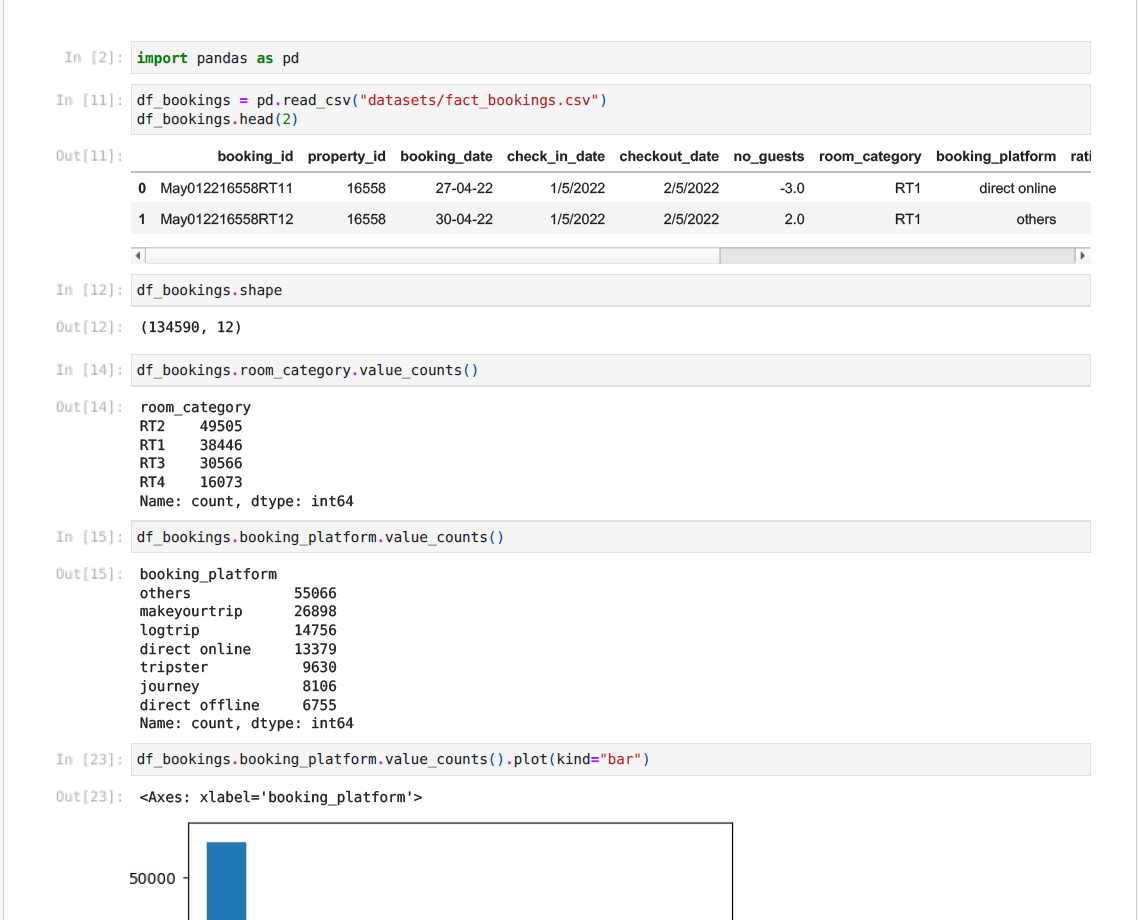 In [2]: import pandas as pd
In [11]: df_bookings = pd.read_csv("datasets/fact_bookings.csv")
df_bookings.head(2)
Out[11]: booking_id property_id booking_date check_in_date checkout_date no_guests room_category booking_platform rati
0 May012216558RT11 16558 27-04-22 1/5/2022 2/5/2022 -3.0 RT1 direct online
1 May012216558RT12 16558 30-04-22 1/5/2022 2/5/2022 2.0 RT1 others
In [12]: df_bookings.shape
Out[12]: (134590, 12)
In [14]: df_bookings.room_category.value_counts()
Out[14]: room_category
RT2 49505
RT1 38446
RT3 30566
RT4 16073
Name: count, dtype: int64
In [15]: df_bookings.booking_platform.value_counts()
Out[15]: booking_platform
others 55066
makeyourtrip 26898
logtrip 14756
direct online 13379
tripster 9630
journey 8106
direct offline 6755
Name: count, dtype: int64
In [23]: df_bookings.booking_platform.value_counts().plot(kind="bar")
Out[23]: <Axes: xlabel='booking_platform'>
50000